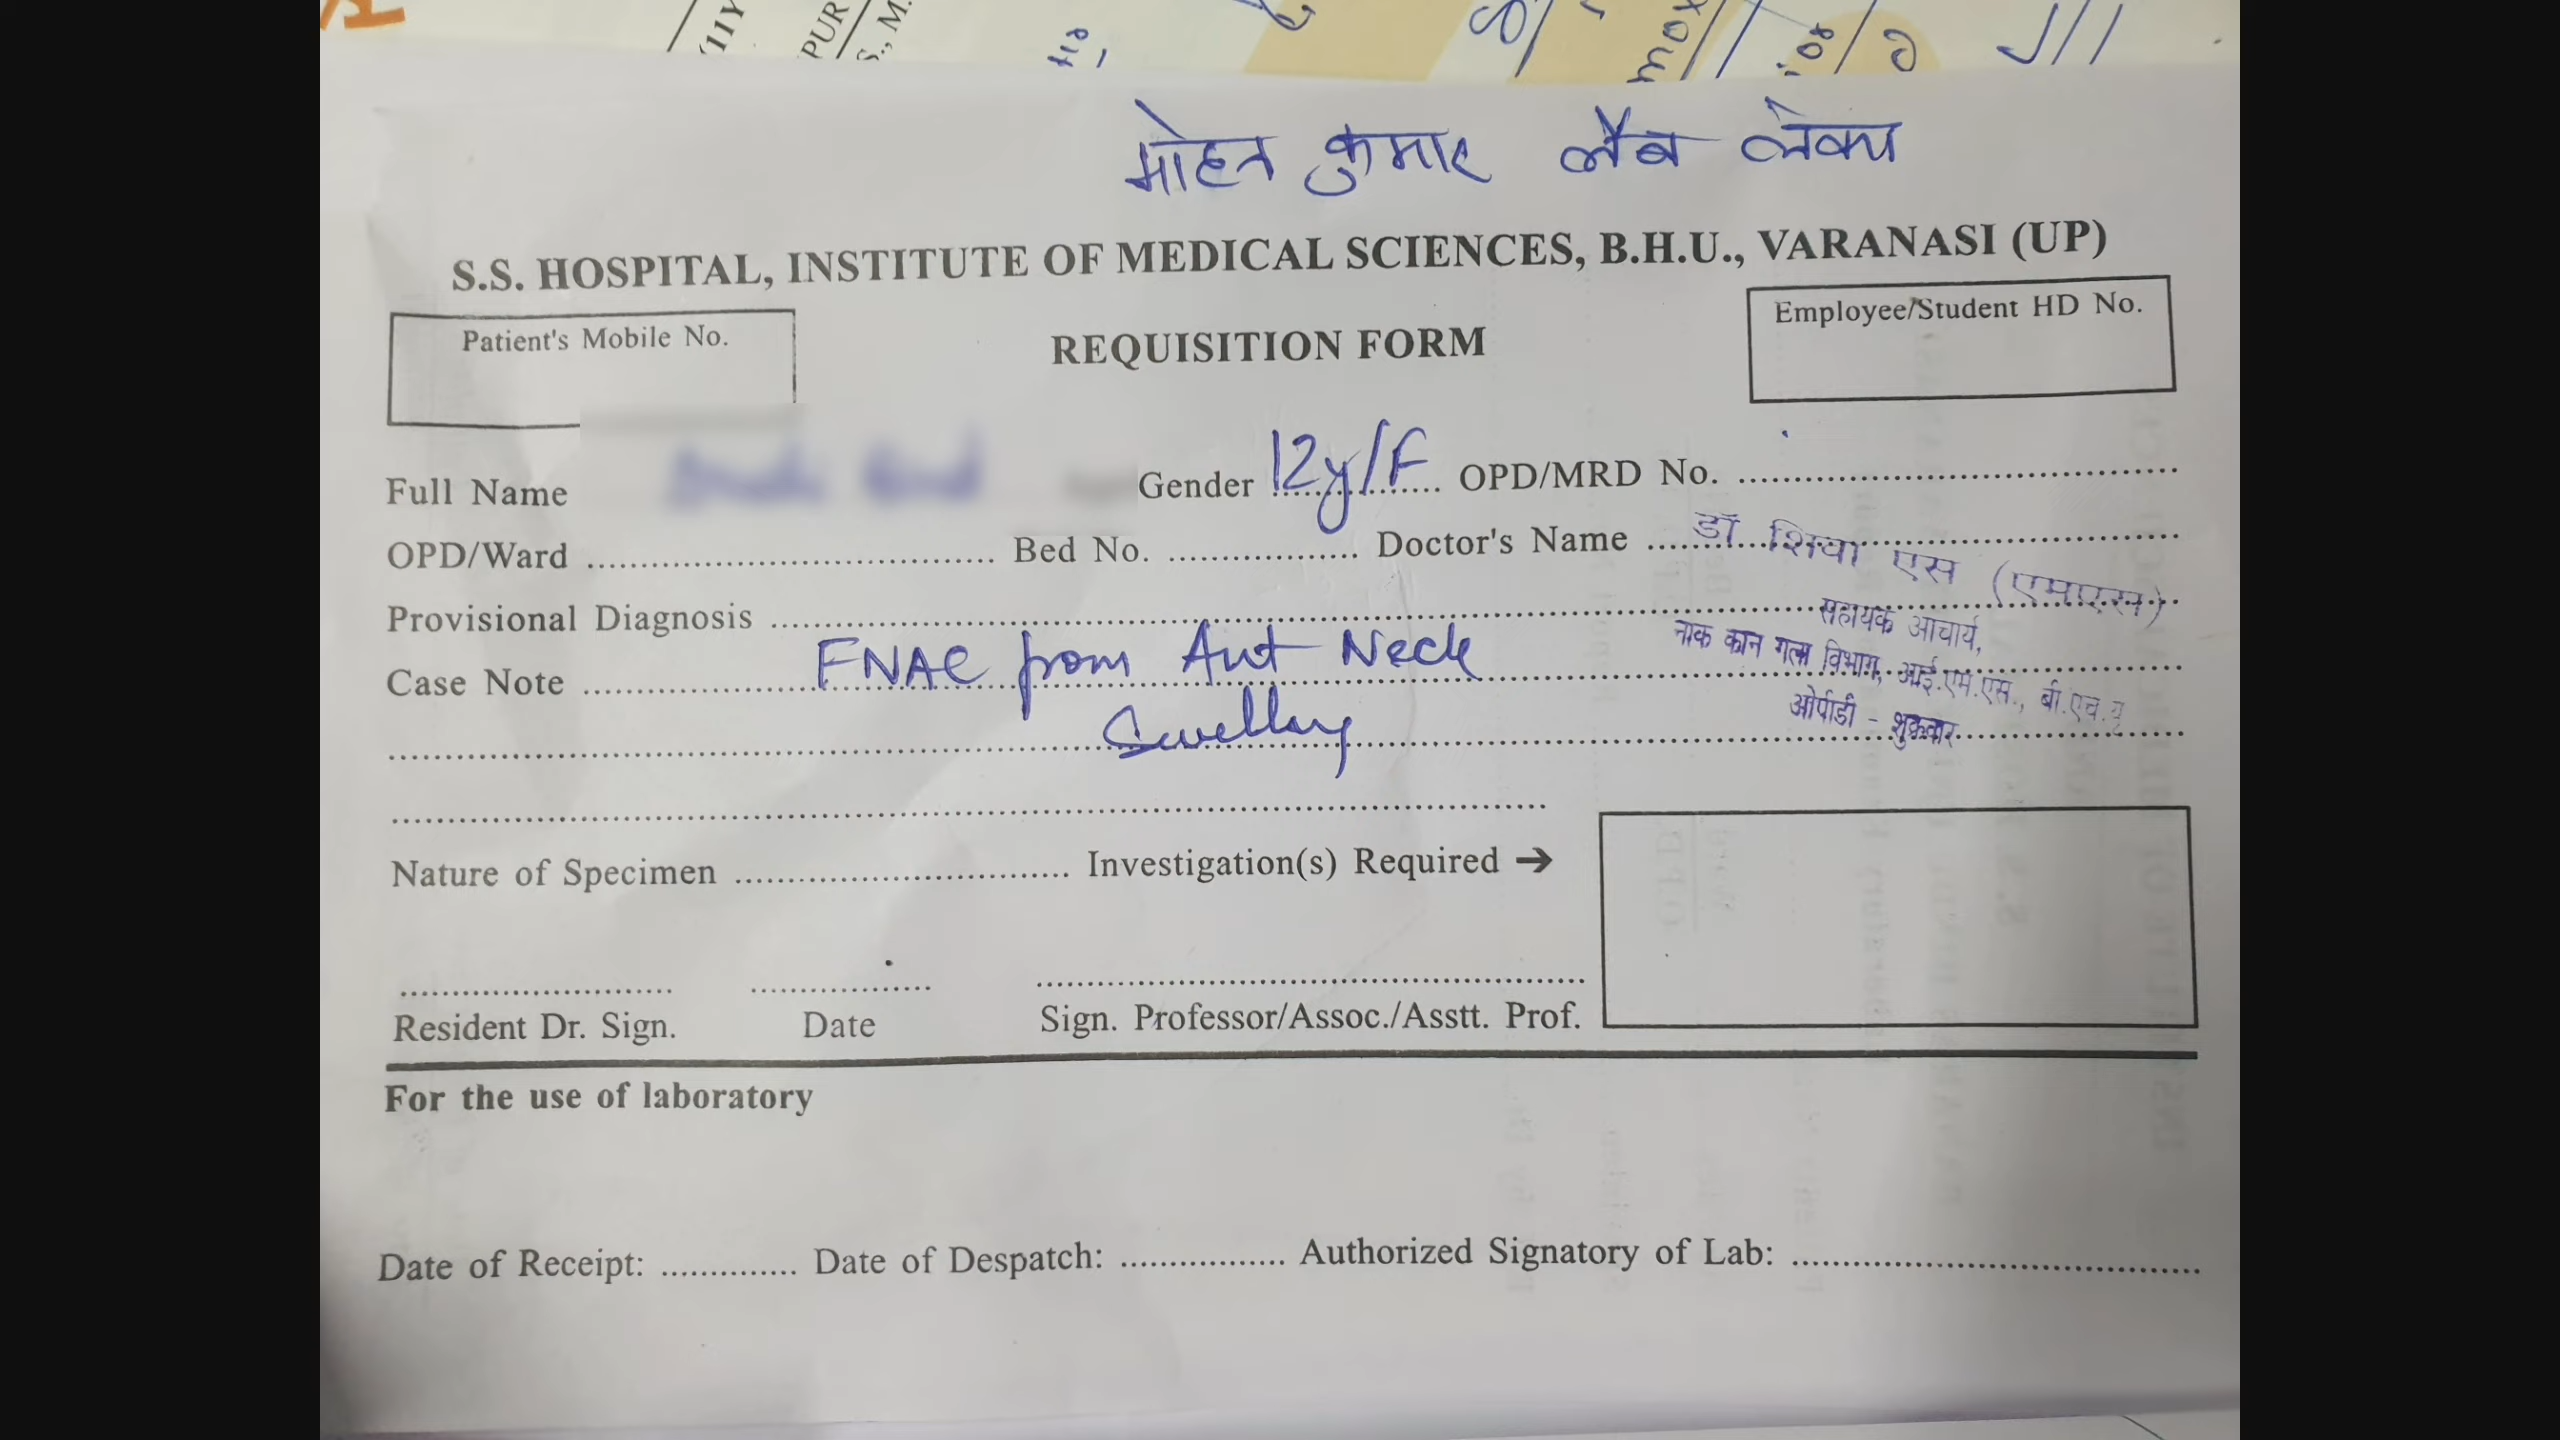 (11Y
PUR
S., M.
मोहन कुमार लैब लंका
S.S. HOSPITAL, INSTITUTE OF MEDICAL SCIENCES, B.H.U., VARANASI (UP)
Patient's Mobile No.
REQUISITION FORM
Employee/Student HD No.
Full Name Gender 12y/F OPD/MRD No.
OPD/Ward Bed No. Doctor's Name डॉ शिवा एस (एमएस)
Provisional Diagnosis
सहायक आचार्य,
Case Note FNAC from Ant Neck
नाक कान गला विभाग, आई.एम.एस., बी.एच.यू
Swelling
ओपीडी - शुक्रवार
Nature of Specimen Investigation(s) Required →
Resident Dr. Sign. Date Sign. Professor/Assoc./Asstt. Prof.
For the use of laboratory
Date of Receipt: Date of Despatch: Authorized Signatory of Lab: